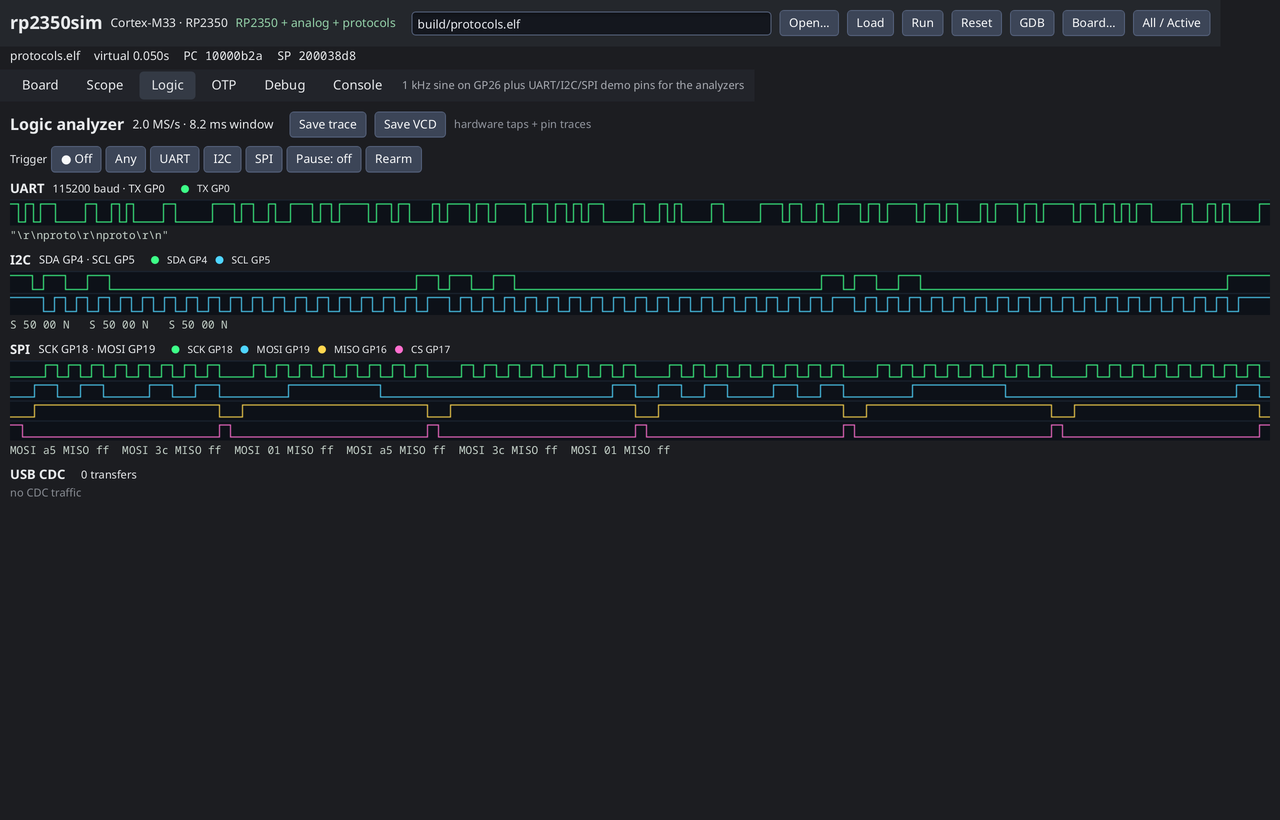 rp2350sim Cortex-M33 · RP2350 RP2350 + analog + protocols build/protocols.elf Open... Load Run Reset GDB Board... All / Active
protocols.elf virtual 0.050s PC 10000b2a SP 200038d8
Board Scope Logic OTP Debug Console 1 kHz sine on GP26 plus UART/I2C/SPI demo pins for the analyzers
Logic analyzer 2.0 MS/s · 8.2 ms window Save trace Save VCD hardware taps + pin traces
Trigger Off Any UART I2C SPI Pause: off Rearm
UART 115200 baud · TX GP0 TX GP0
"\r\nproto\r\nproto\r\n"
I2C SDA GP4 · SCL GP5 SDA GP4 SCL GP5
S 50 00 N S 50 00 N S 50 00 N
SPI SCK GP18 · MOSI GP19 SCK GP18 MOSI GP19 MISO GP16 CS GP17
MOSI a5 MISO ff MOSI 3c MISO ff MOSI 01 MISO ff MOSI a5 MISO ff MOSI 3c MISO ff MOSI 01 MISO ff
USB CDC 0 transfers
no CDC traffic